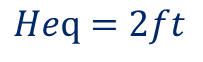 Heq = 2ft